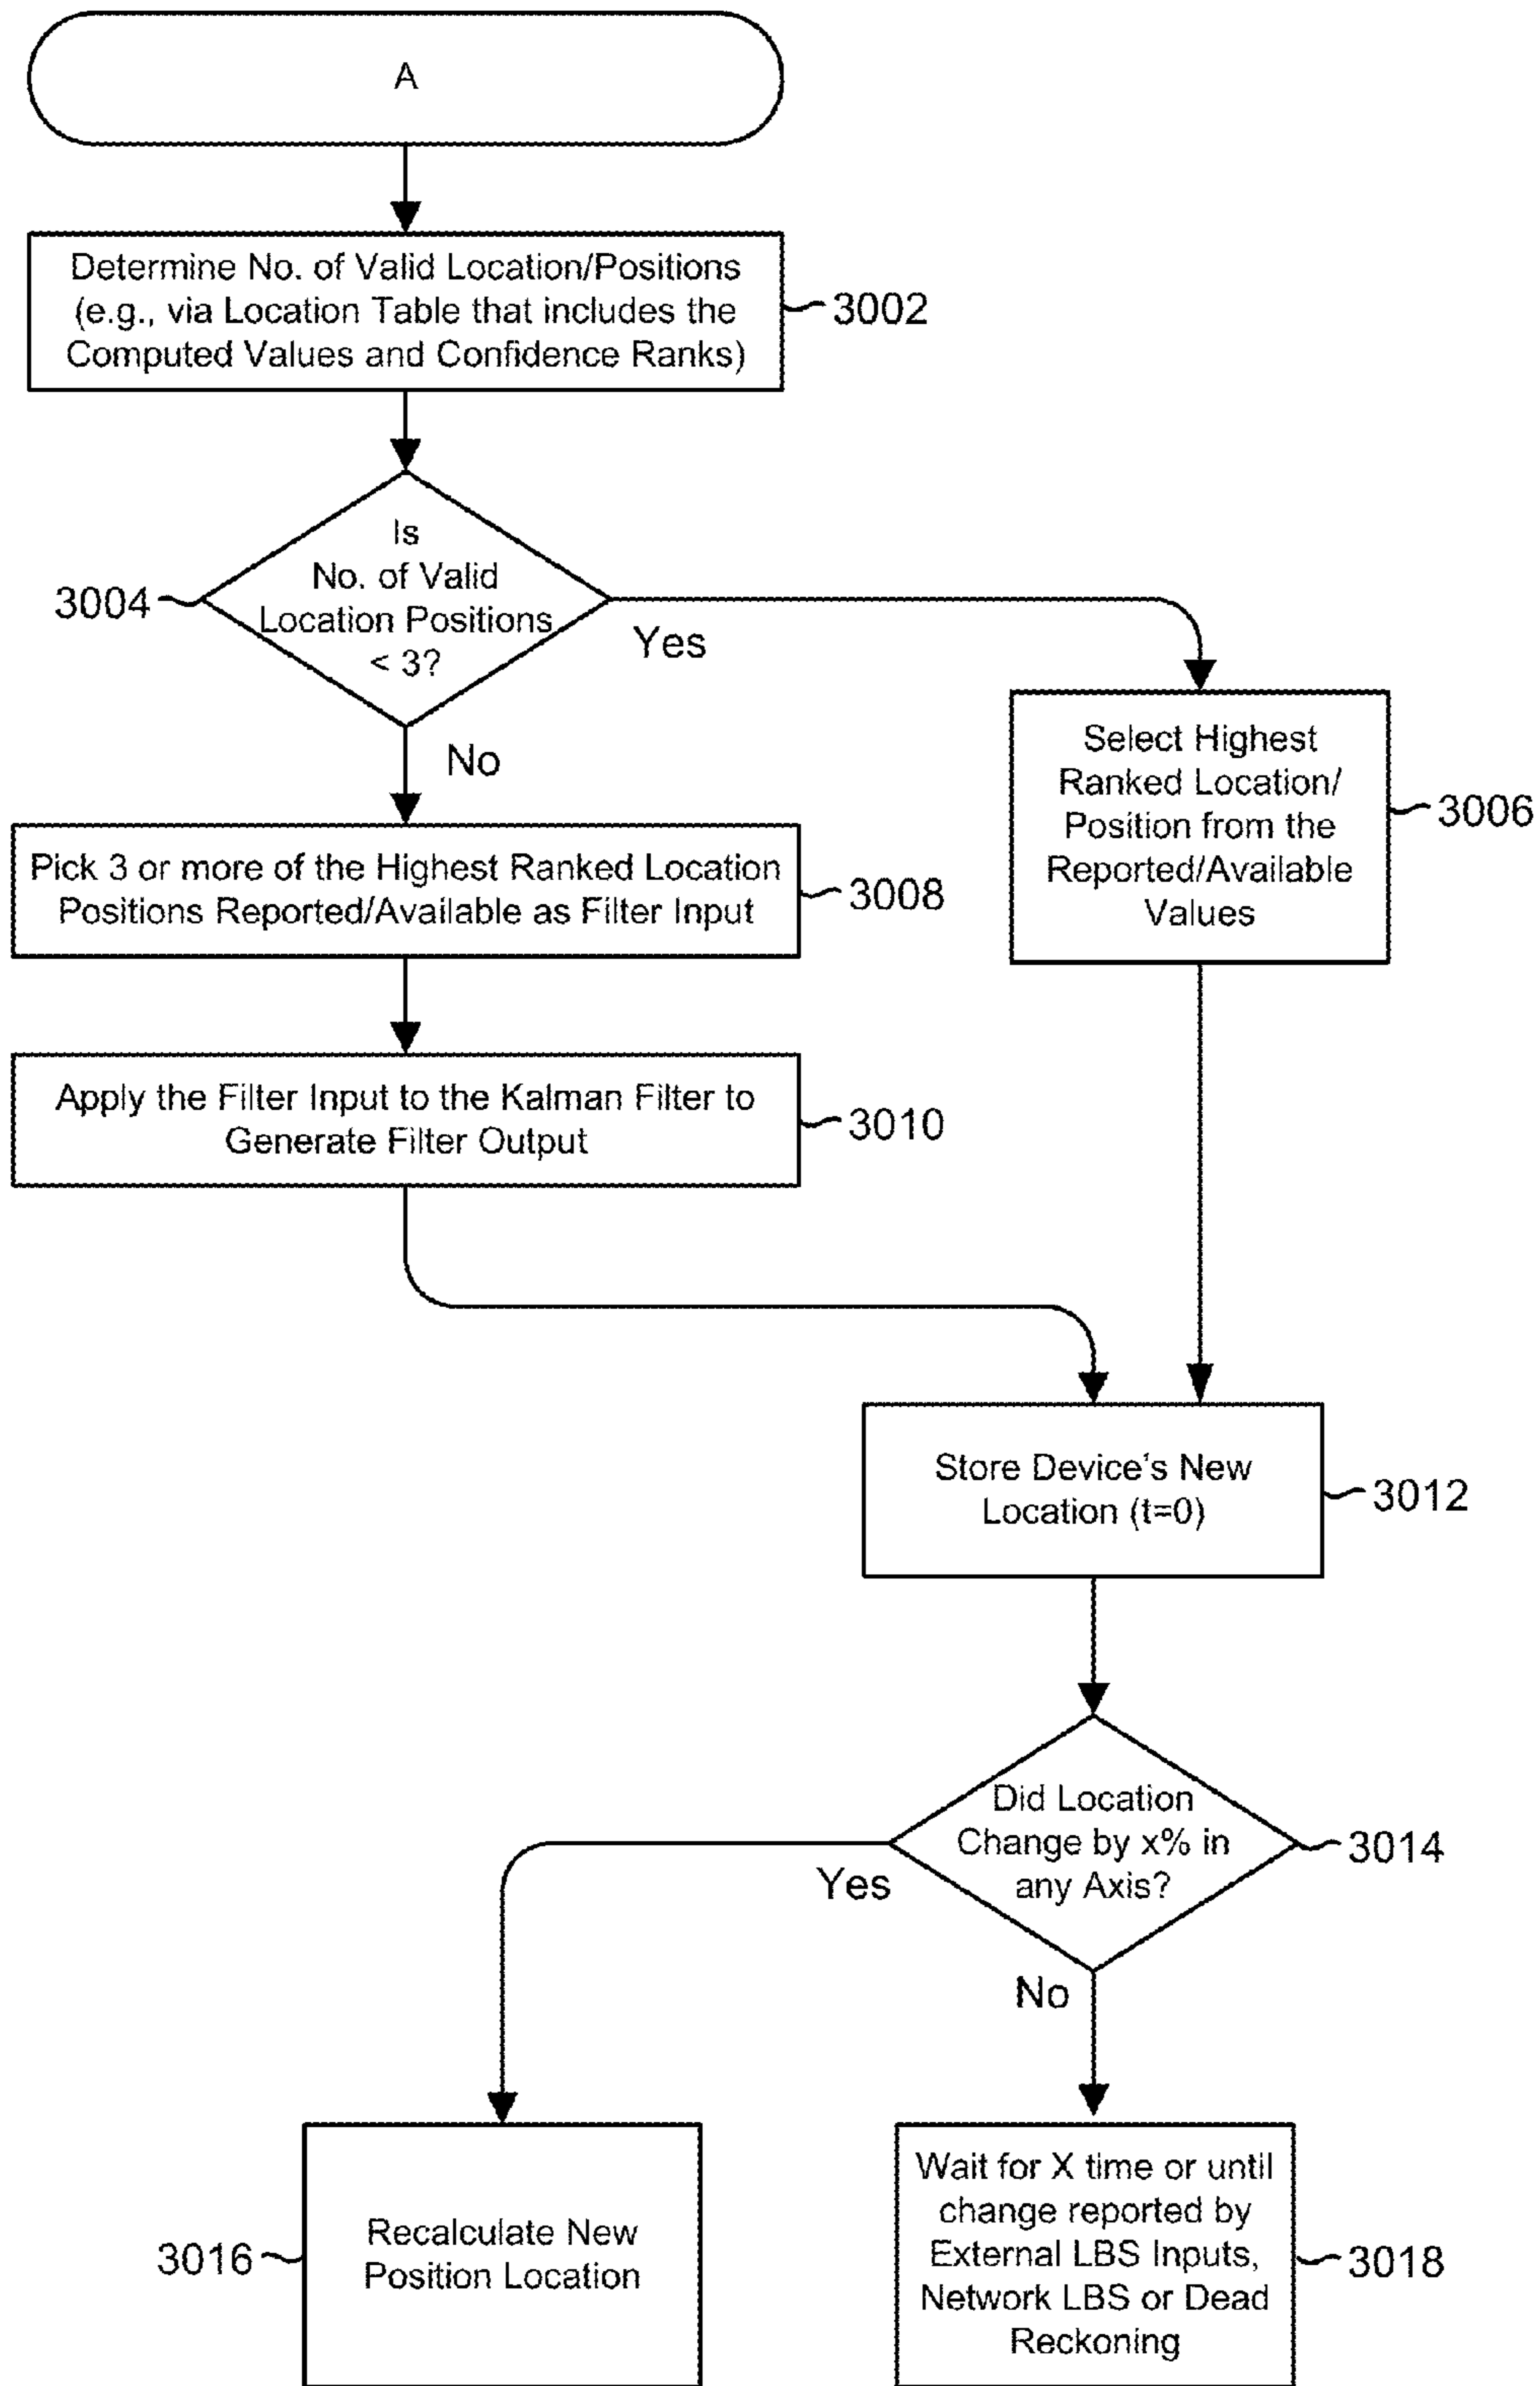 A
Determine No. of Valid Location/Positions
(e.g., via Location Table that includes the
Computed Values and Confidence Ranks)
3002
Is
No. of Valid
Location Positions
< 3?
3004
Yes
No
Select Highest
Ranked Location/
Position from the
Reported/Available
Values
3006
Pick 3 or more of the Highest Ranked Location
Positions Reported/Available as Filter Input
3008
Apply the Filter Input to the Kalman Filter to
Generate Filter Output
3010
Store Device's New
Location (t=0)
3012
Did Location
Change by x% in
any Axis?
3014
Yes
No
Recalculate New
Position Location
3016
Wait for X time or until
change reported by
External LBS Inputs,
Network LBS or Dead
Reckoning
3018